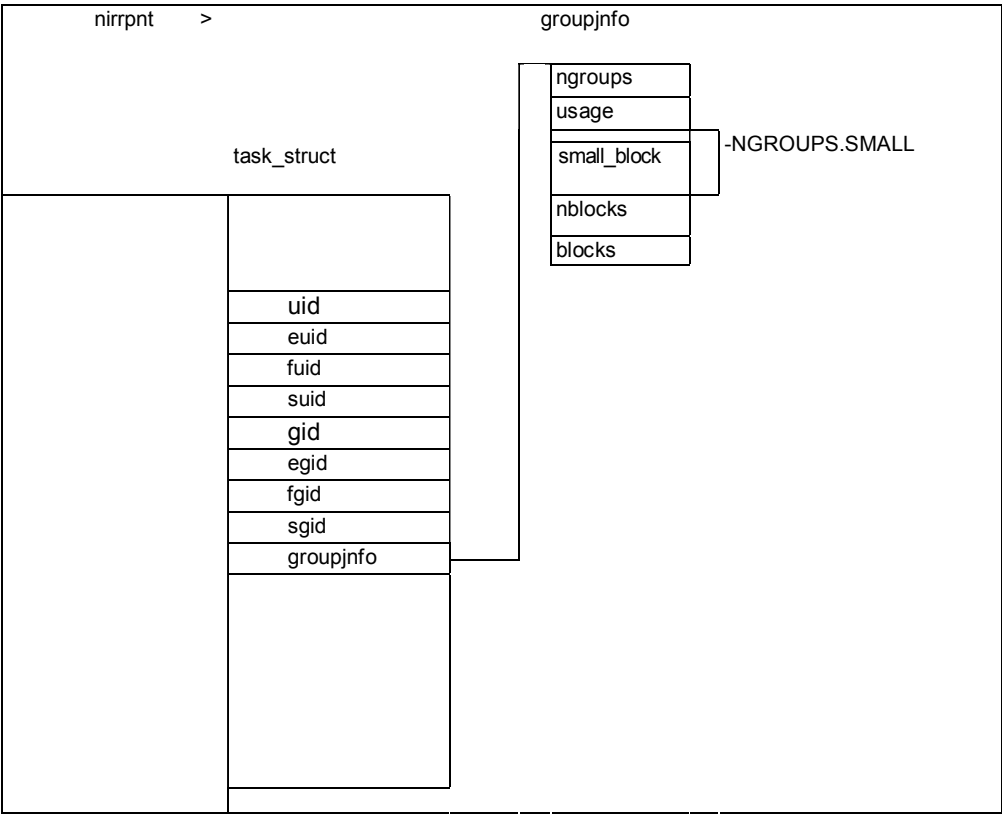 nirrpnt >
groupjnfo
ngroups
usage
small_block
-NGROUPS.SMALL
nblocks
blocks
task_struct
uid
euid
fuid
suid
gid
egid
fgid
sgid
groupjnfo